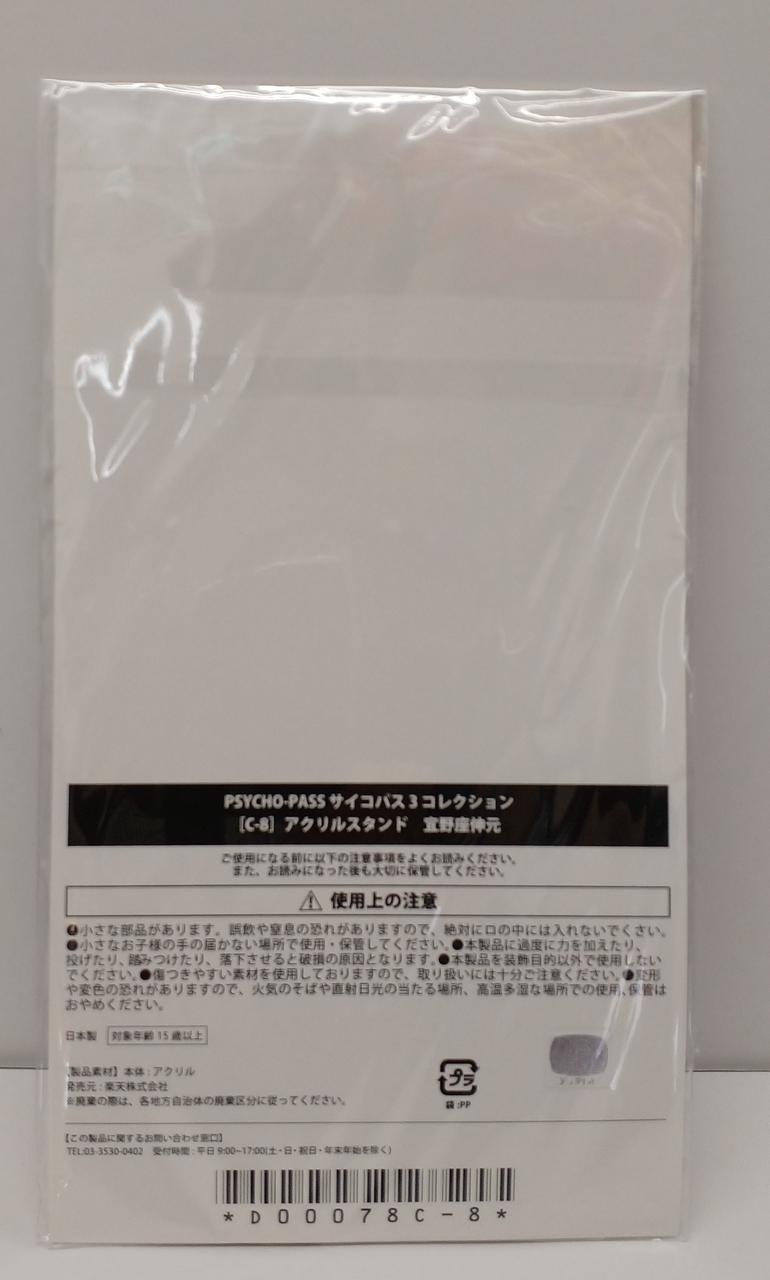 PSYCHO-PASS サイコパス 3 コレクション
[C-8] アクリルスタンド 宜野座伸元
ご使用になる前に以下の注意事項をよくお読みください。
また、お読みになった後も大切に保管してください。
⚠ 使用上の注意
●小さな部品があります。誤飲や窒息の恐れがありますので、絶対に口の中には入れないでください。
●小さなお子様の手の届かない場所で使用・保管してください。●本製品に過度に力を加えたり、
投げたり、踏みつけたり、落下させると破損の原因となります。●本製品を装飾目的以外で使用しない
でください。●傷つきやすい素材を使用しておりますので、取り扱いには十分ご注意ください。●変形
や変色の恐れがありますので、火気のそばや直射日光の当たる場所、高温多湿な場所での使用、保管は
おやめください。
日本製 対象年齢 15 歳以上
【製品素材】本体 : アクリル
発売元 : 楽天株式会社
※廃棄の際は、各地方自治体の廃棄区分に従ってください。
プラ
袋 :PP
【この製品に関するお問い合わせ窓口】
TEL:03-3530-0402 受付時間 : 平日 9:00~17:00(土・日・祝日・年末年始を除く)
*D00078C-8*